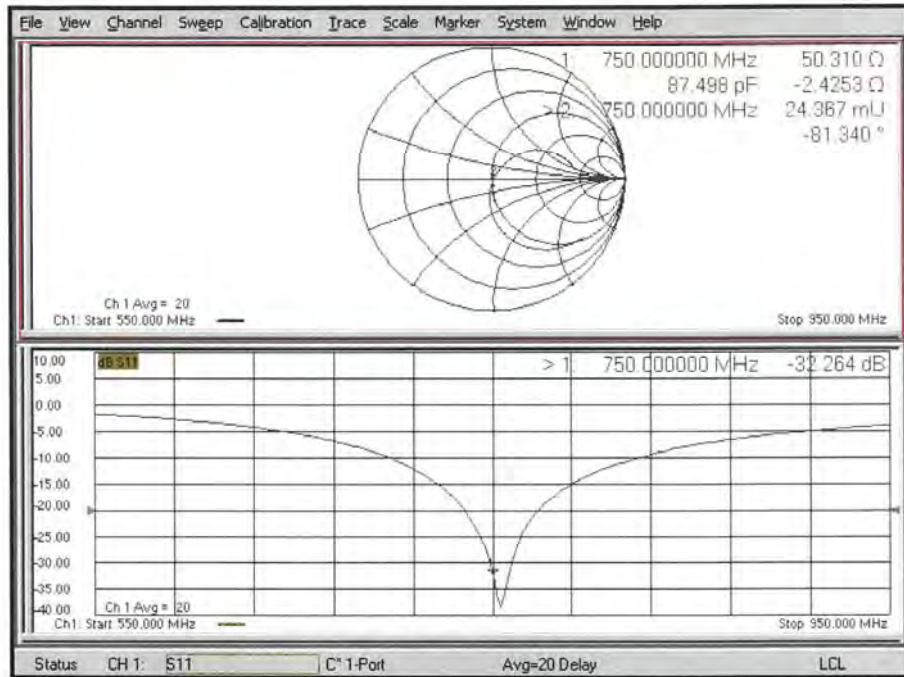 File View Channel Sweep Calibration Trace Scale Marker System Window Help
1: 750.000000 MHz 50.310 Ω
87.498 pF -2.4253 Ω
> 2: 750.000000 MHz 24.367 mU
-81.340 °
Ch 1 Avg = 20
Ch1: Start 550.000 MHz Stop 950.000 MHz
10.00 dB S11 > 1: 750.000000 MHz -32.264 dB
5.00
0.00
-5.00
-10.00
-15.00
-20.00
-25.00
-30.00
-35.00
-40.00 Ch 1 Avg = 20
Ch1: Start 550.000 MHz Stop 950.000 MHz
Status CH 1: S11 C* 1-Port Avg=20 Delay LCL